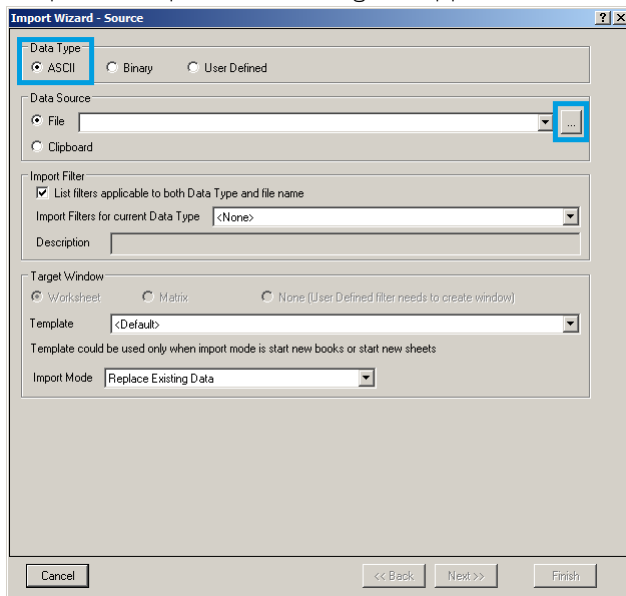 Import Wizard - Source
Data Type
ASCII Binary User Defined
Data Source
File ...
Clipboard
Import Filter
List filters applicable to both Data Type and file name
Import Filters for current Data Type <None>
Description
Target Window
Worksheet Matrix None (User Defined filter needs to create window)
Template <Default>
Template could be used only when import mode is start new books or start new sheets
Import Mode Replace Existing Data
Cancel << Back Next >> Finish